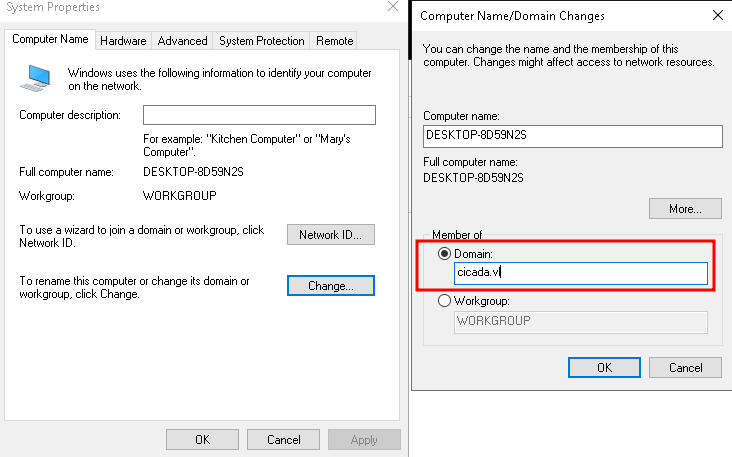 System Properties
Computer Name
Hardware
Advanced
System Protection
Remote
Windows uses the following information to identify your computer
on the network.
Computer description:
For example: "Kitchen Computer" or "Mary's
Computer".
Full computer name:
DESKTOP-8D59N2S
Workgroup:
WORKGROUP
To use a wizard to join a domain or workgroup, click
Network ID.
Network ID...
To rename this computer or change its domain or
workgroup, click Change.
Change...
OK
Cancel
Apply
Computer Name/Domain Changes
You can change the name and the membership of this
computer. Changes might affect access to network resources.
Computer name:
DESKTOP-8D59N2S
Full computer name:
DESKTOP-8D59N2S
More...
Member of
Domain:
cicada.vl
Workgroup:
WORKGROUP
OK
Cancel